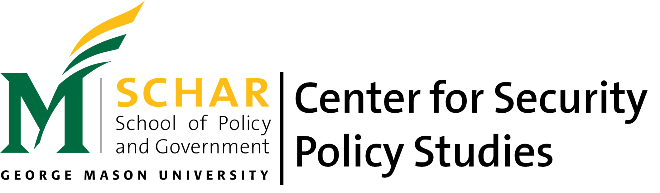 M
SCHAR
School of Policy
and Government
GEORGE MASON UNIVERSITY
Center for Security
Policy Studies